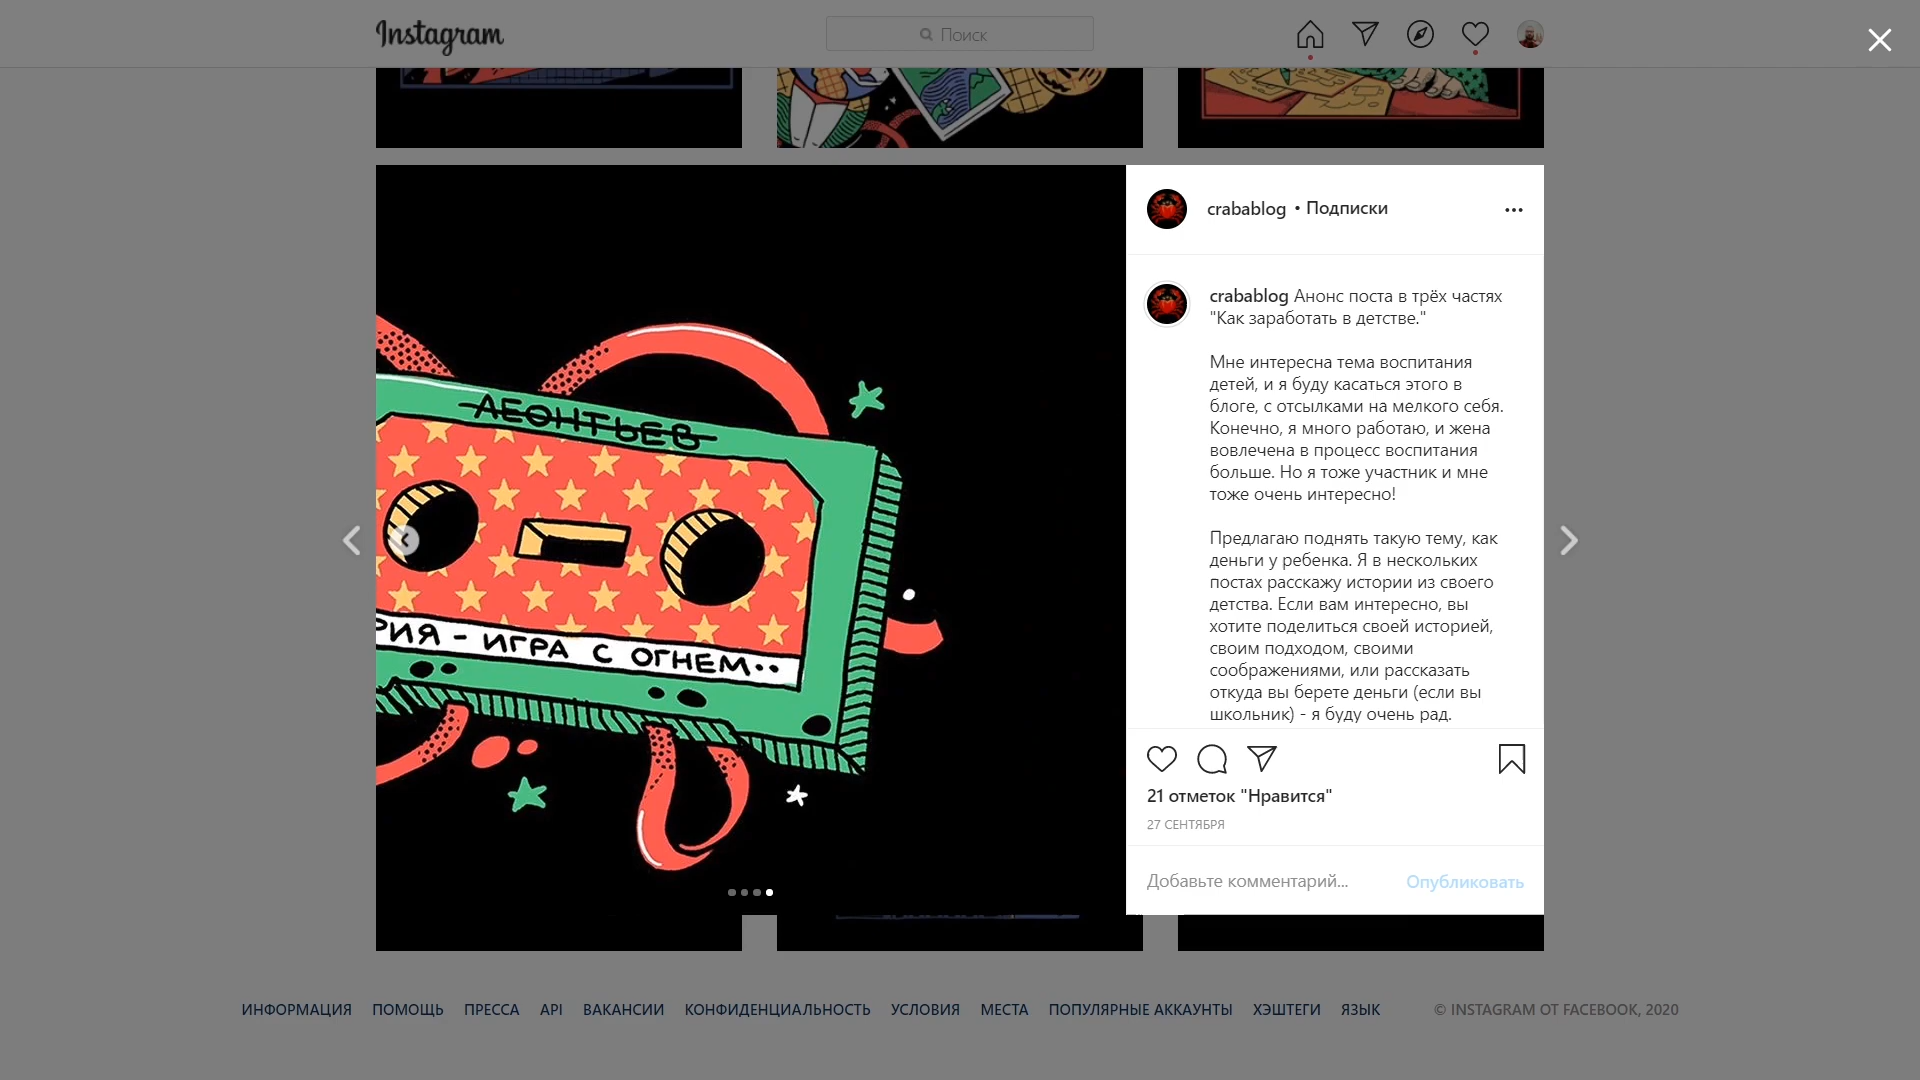 Instagram
Поиск
ЛЕОНТЬЕВ
РИЯ - ИГРА С ОГНЕМ..
crabablog • Подписки
crabablog Анонс поста в трёх частях
"Как заработать в детстве."
Мне интересна тема воспитания
детей, и я буду касаться этого в
блоге, с отсылками на мелкого себя.
Конечно, я много работаю, и жена
вовлечена в процесс воспитания
больше. Но я тоже участник и мне
тоже очень интересно!
Предлагаю поднять такую тему, как
деньги у ребенка. Я в нескольких
постах расскажу истории из своего
детства. Если вам интересно, вы
хотите поделиться своей историей,
своим подходом, своими
соображениями, или рассказать
откуда вы берете деньги (если вы
школьник) - я буду очень рад.
21 отметок "Нравится"
27 СЕНТЯБРЯ
Добавьте комментарий...
Опубликовать
ИНФОРМАЦИЯ ПОМОЩЬ ПРЕССА API ВАКАНСИИ КОНФИДЕНЦИАЛЬНОСТЬ УСЛОВИЯ МЕСТА ПОПУЛЯРНЫЕ АККАУНТЫ ХЭШТЕГИ ЯЗЫК © INSTAGRAM ОТ FACEBOOK, 2020